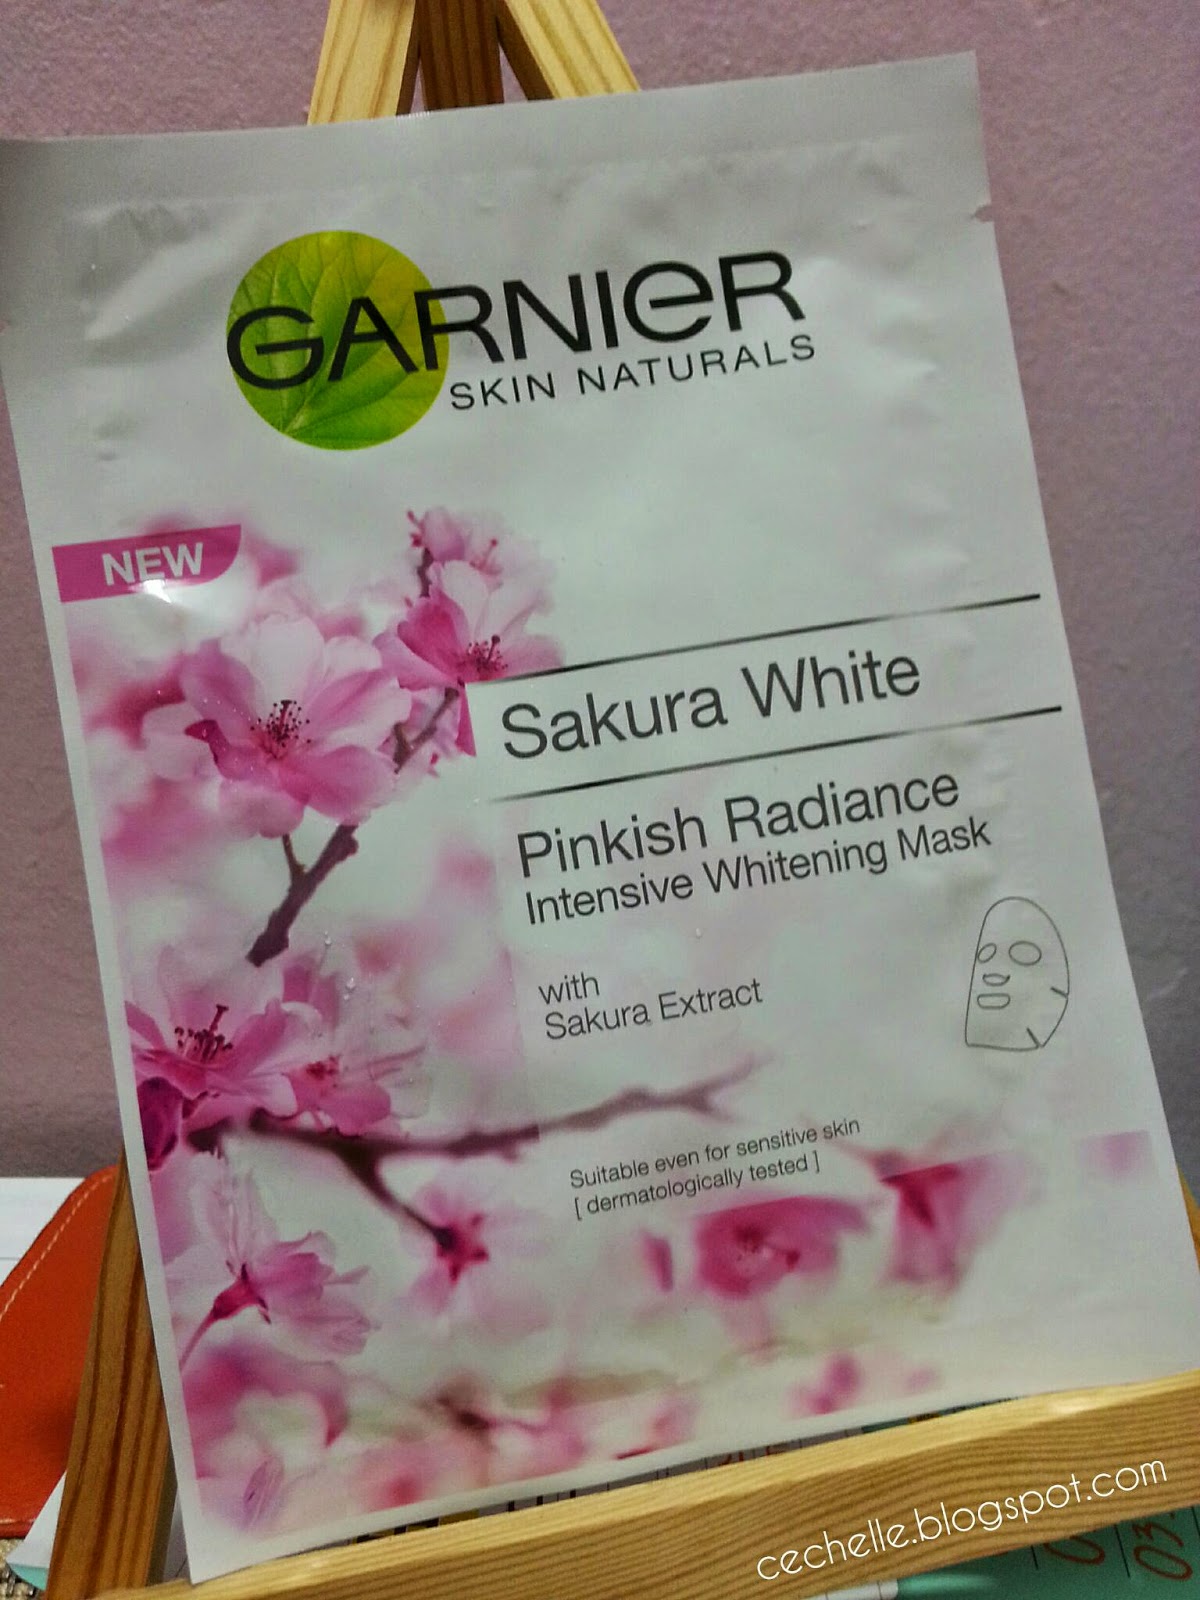 GARNIER
SKIN NATURALS
NEW
Sakura White
Pinkish Radiance
Intensive Whitening Mask
with
Sakura Extract
Suitable even for sensitive skin
[ dermatologically tested ]
cechelle.blogspot.com